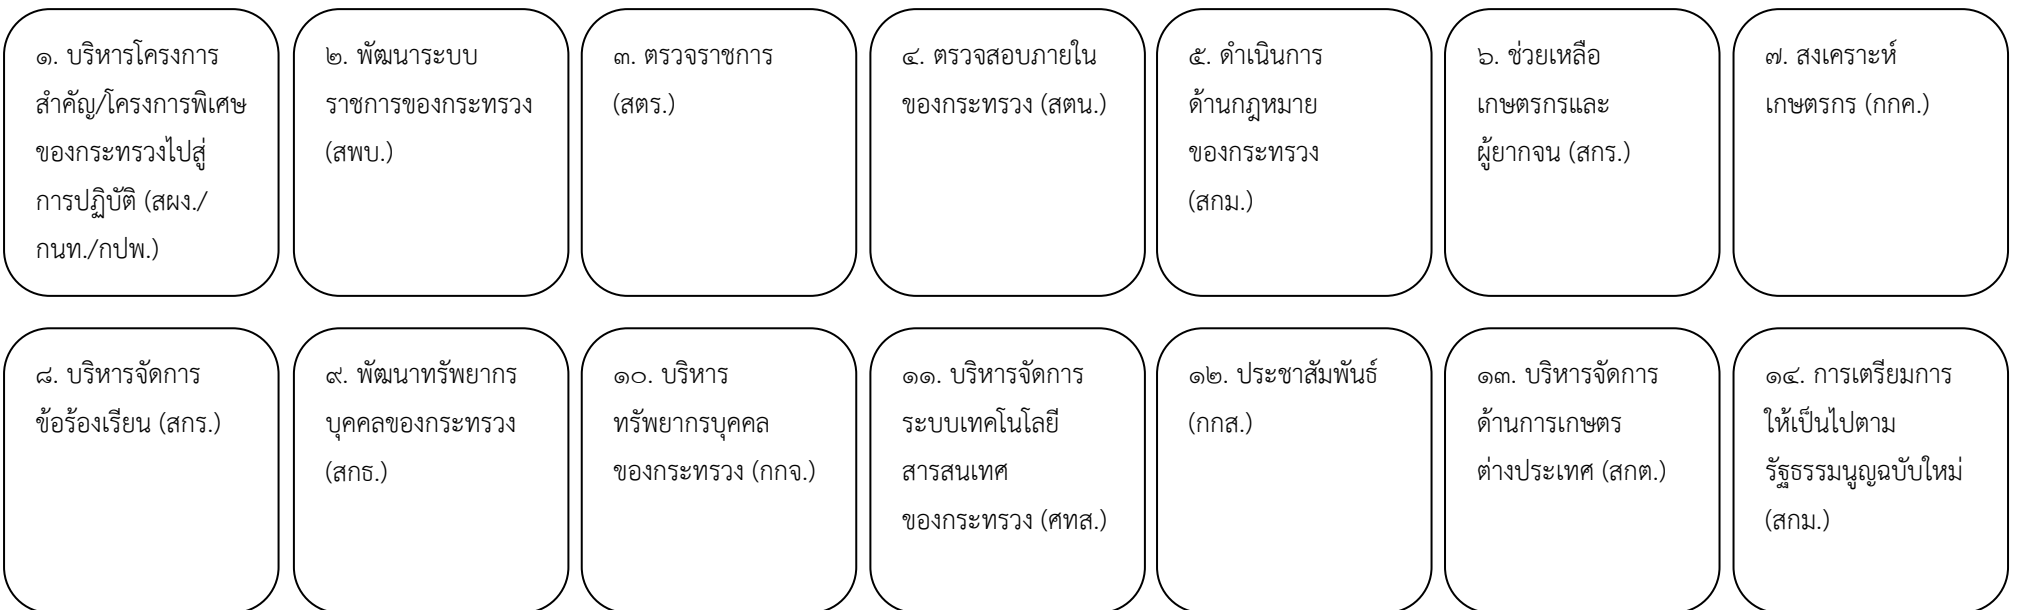 ๑. บริหารโครงการ
สำคัญ/โครงการพิเศษ
ของกระทรวงไปสู่
การปฏิบัติ (สผง./
กนท./กปพ.)
๒. พัฒนาระบบ
ราชการของกระทรวง
(สพบ.)
๓. ตรวจราชการ
(สตร.)
๔. ตรวจสอบภายใน
ของกระทรวง (สตน.)
๕. ดำเนินการ
ด้านกฎหมาย
ของกระทรวง
(สกม.)
๖. ช่วยเหลือ
เกษตรกรและ
ผู้ยากจน (สกร.)
๗. สงเคราะห์
เกษตรกร (กกค.)
๘. บริหารจัดการ
ข้อร้องเรียน (สกร.)
๙. พัฒนาทรัพยากร
บุคคลของกระทรวง
(สกธ.)
๑๐. บริหาร
ทรัพยากรบุคคล
ของกระทรวง (กกจ.)
๑๑. บริหารจัดการ
ระบบเทคโนโลยี
สารสนเทศ
ของกระทรวง (ศทส.)
๑๒. ประชาสัมพันธ์
(กกส.)
๑๓. บริหารจัดการ
ด้านการเกษตร
ต่างประเทศ (สกต.)
๑๔. การเตรียมการ
ให้เป็นไปตาม
รัฐธรรมนูญฉบับใหม่
(สกม.)